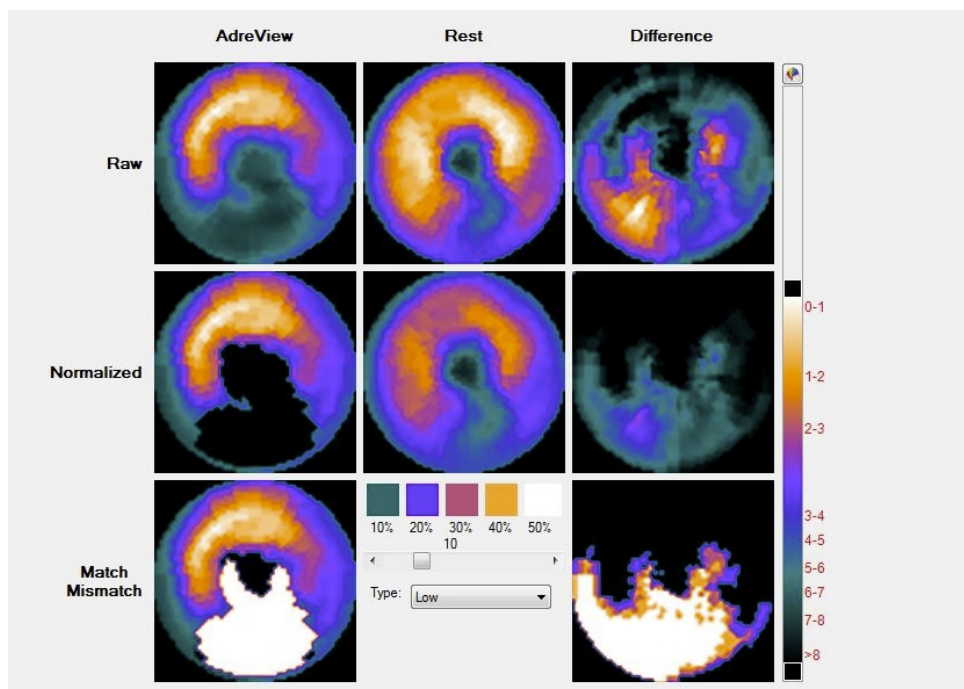 AdreView Rest Difference
Raw
0-1
Normalized
1-2
2-3
10% 20% 30% 40% 50%
10
3-4
4-5
Match
Mismatch
5-6
Type: Low
6-7
7-8
>8